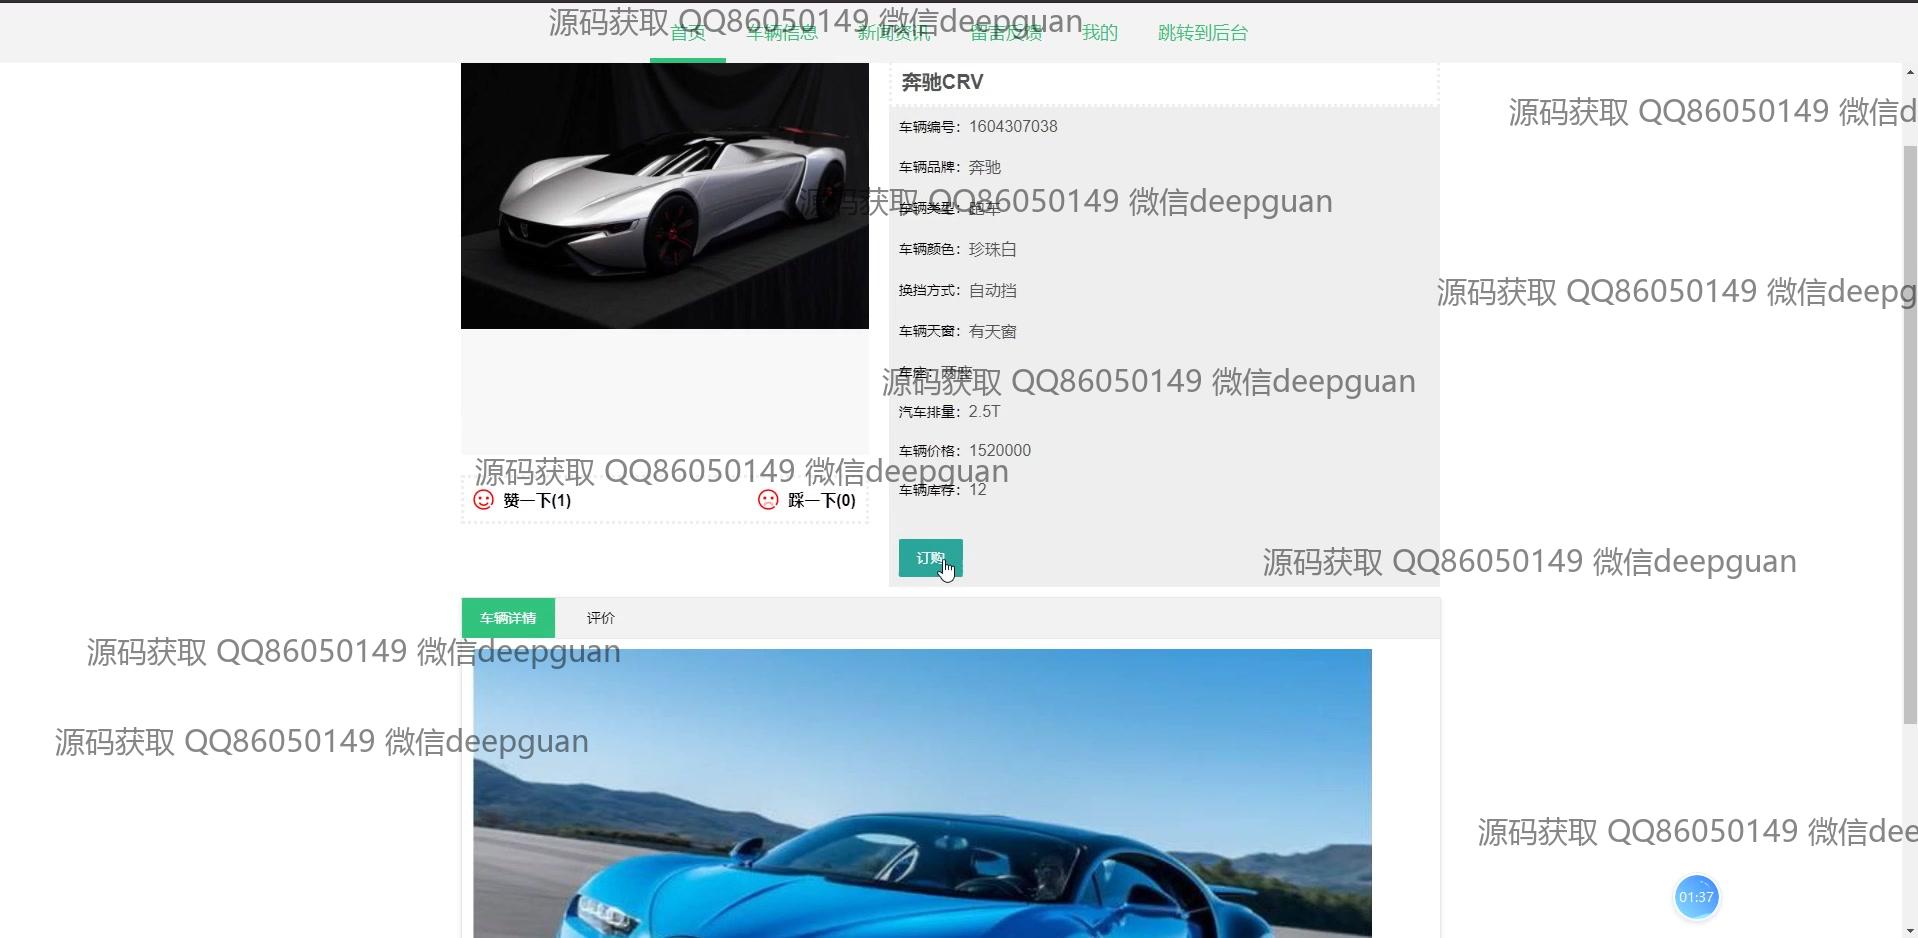 源码获取 QQ86050149 微信deepguan
首页 车辆信息 新闻资讯 留言反馈 我的 跳转到后台
奔驰CRV
源码获取 QQ86050149 微信d
车辆编号：1604307038
车辆品牌：奔驰
源码获取 QQ86050149 微信deepguan
车辆类型：跑车
车辆颜色：珍珠白
换挡方式：自动挡
源码获取 QQ86050149 微信deepg
车辆天窗：有天窗
车座：两座
源码获取 QQ86050149 微信deepguan
汽车排量：2.5T
车辆价格：1520000
源码获取 QQ86050149 微信deepguan
车辆库存：12
赞一下(1) 踩一下(0)
订购
源码获取 QQ86050149 微信deepguan
车辆详情 评价
源码获取 QQ86050149 微信deepguan
源码获取 QQ86050149 微信deepguan
源码获取 QQ86050149 微信dee
01:37